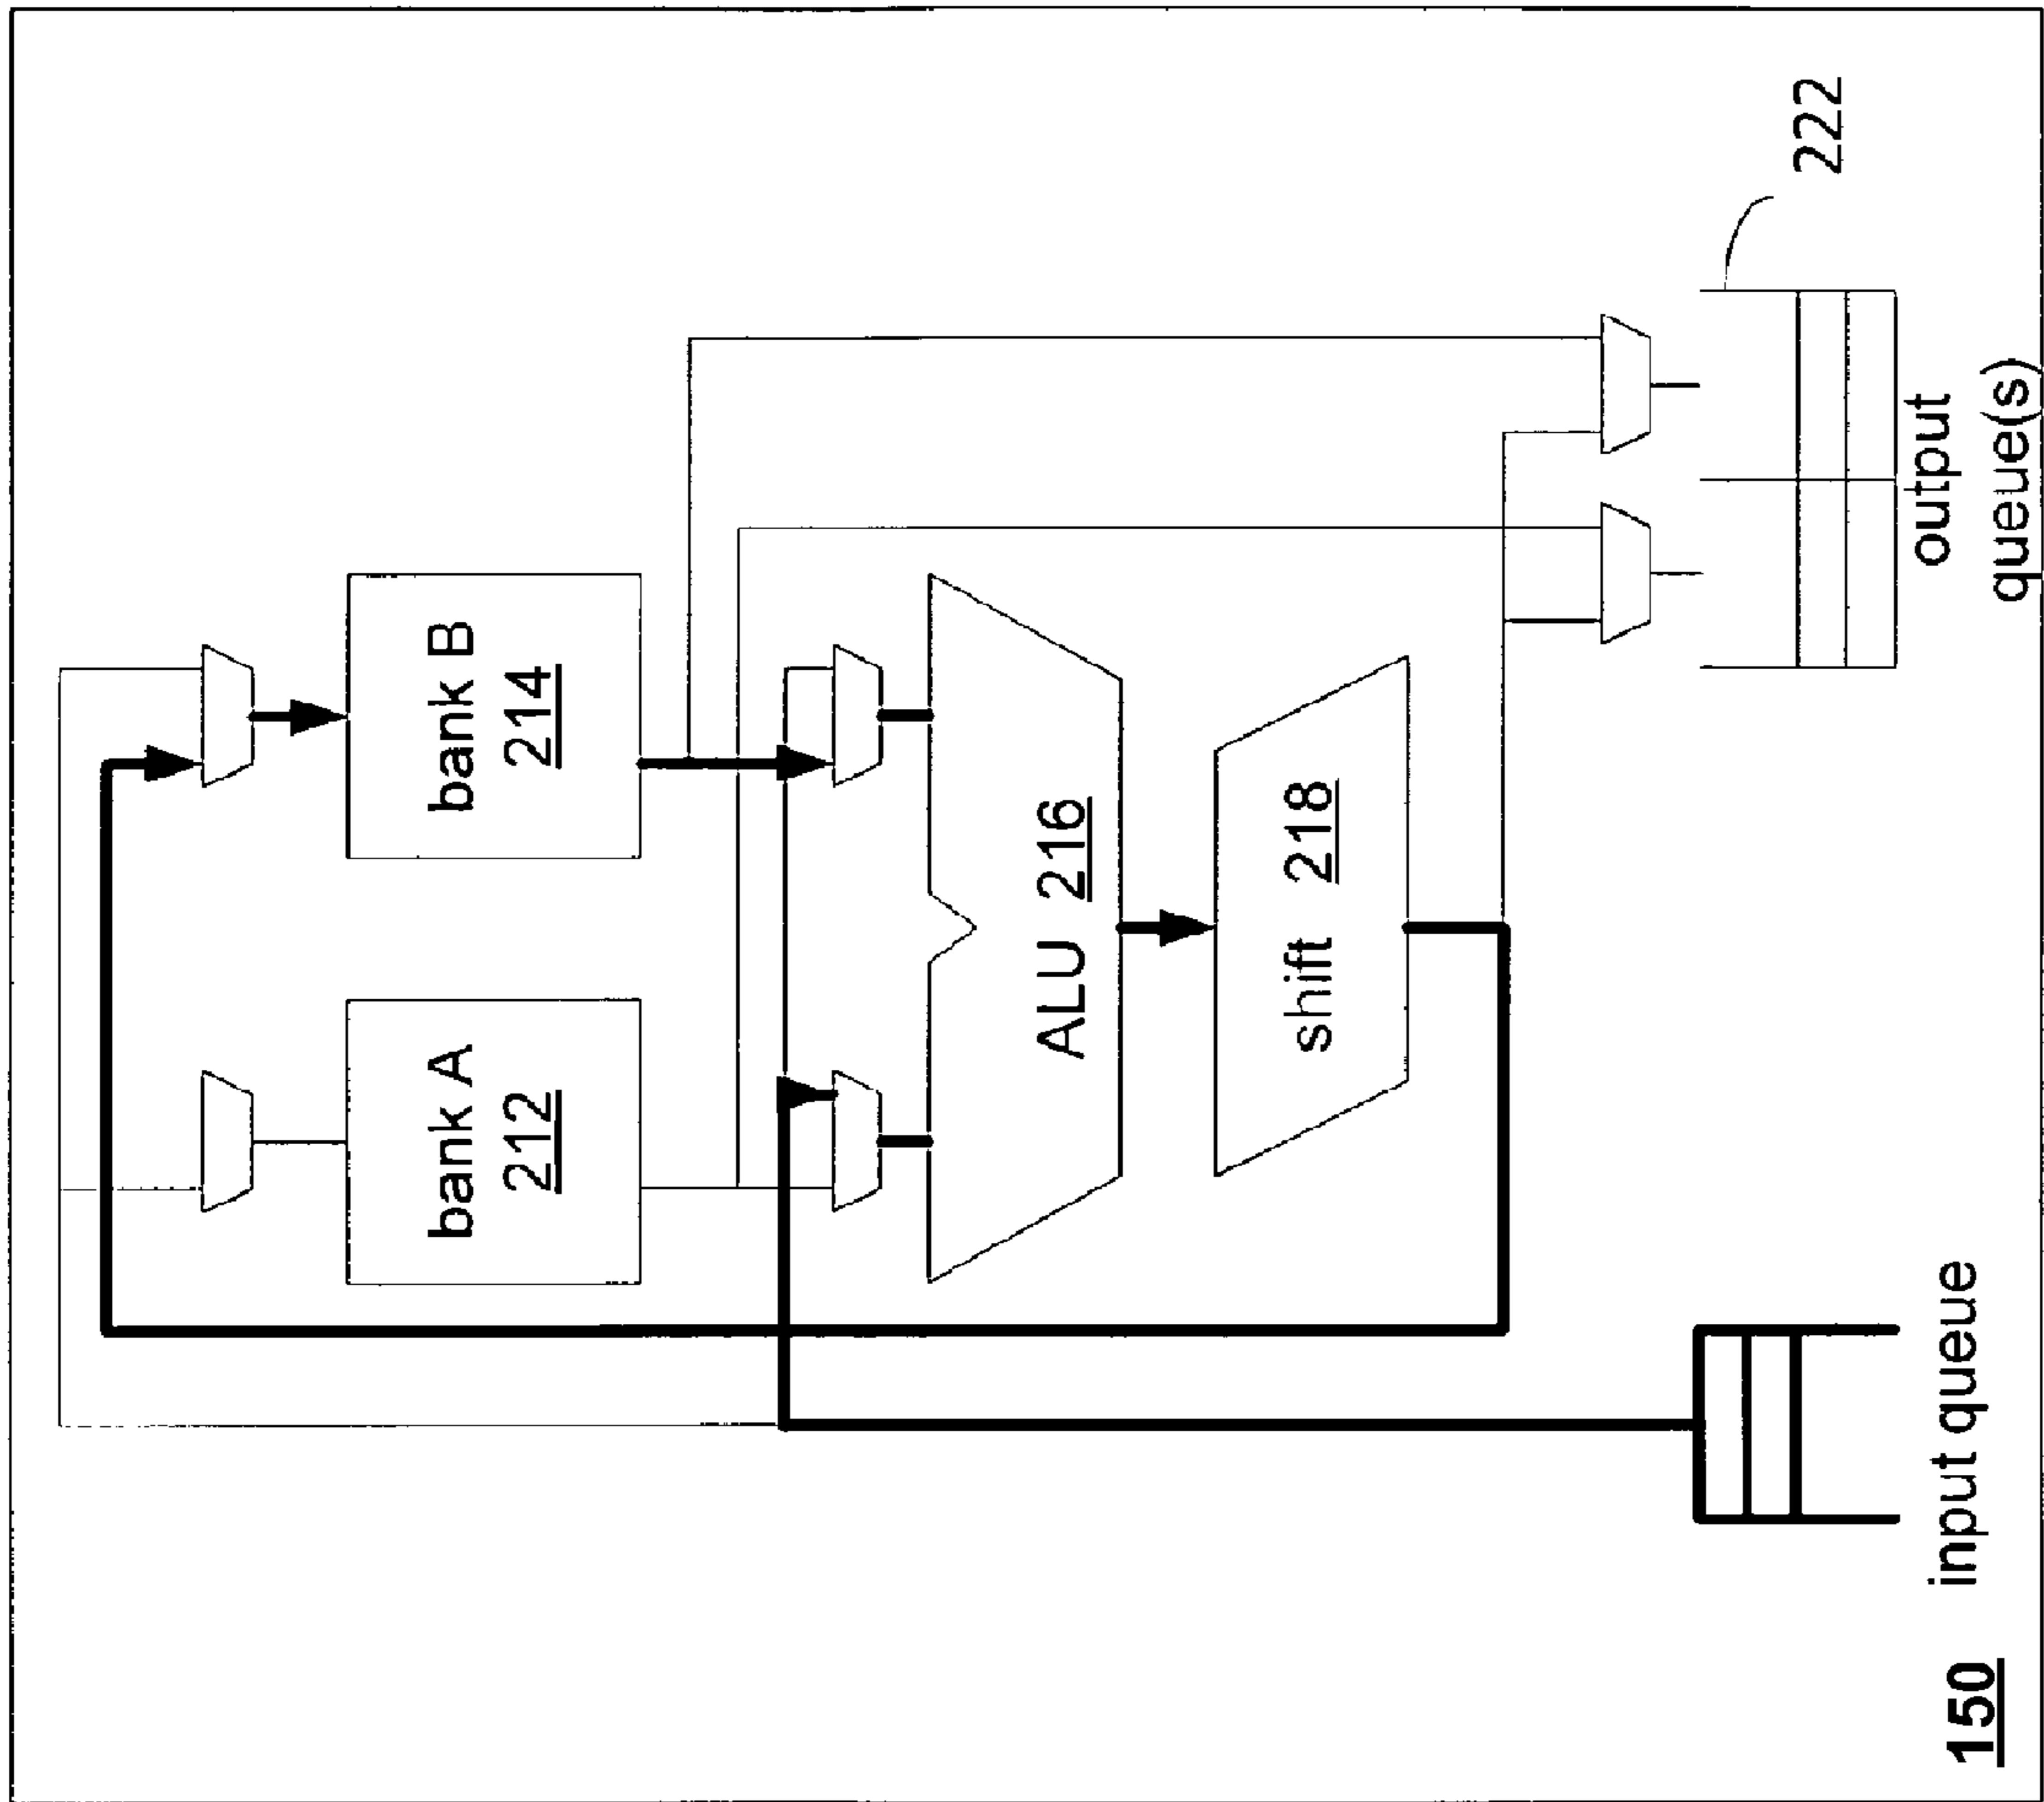 bank A
212
bank B
214
ALU 216
shift 218
222
output
queue(s)
input queue
150